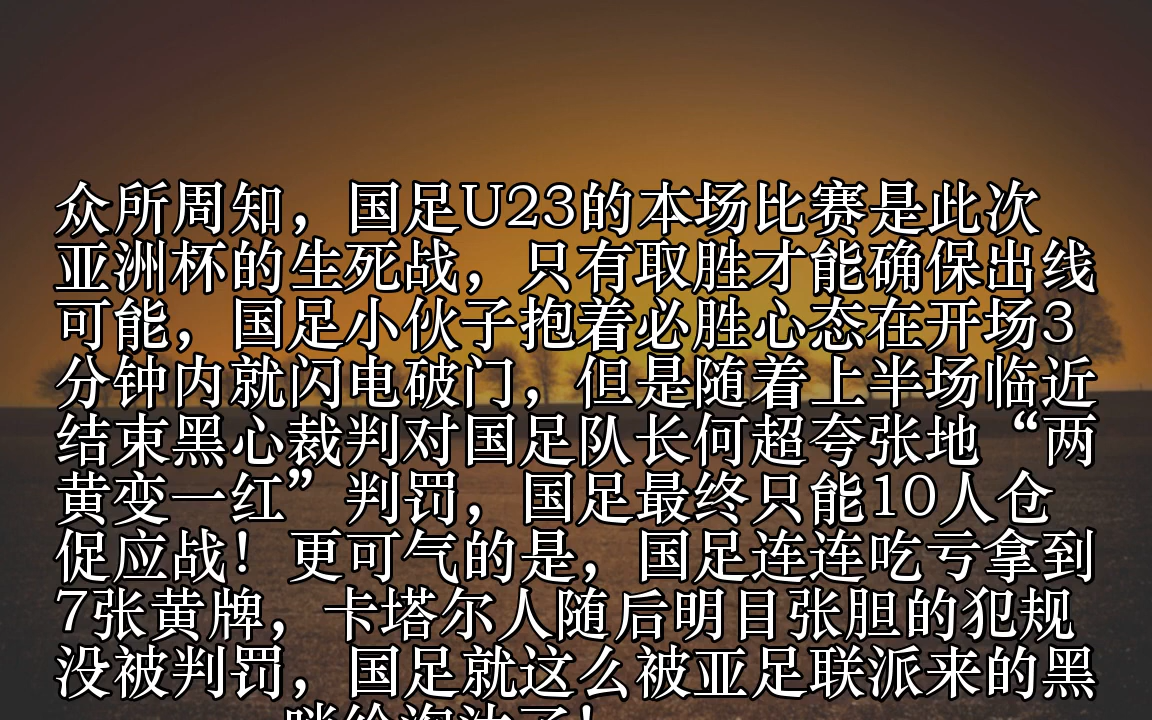 众所周知，国足U23的本场比赛是此次
亚洲杯的生死战，只有取胜才能确保出线
可能，国足小伙子抱着必胜心态在开场3
分钟内就闪电破门，但是随着上半场临近
结束黑心裁判对国足队长何超夸张地“两
黄变一红”判罚，国足最终只能10人仓
促应战！更可气的是，国足连连吃亏拿到
7张黄牌，卡塔尔人随后明目张胆的犯规
没被判罚，国足就这么被亚足联派来的黑
哨给淘汰了！